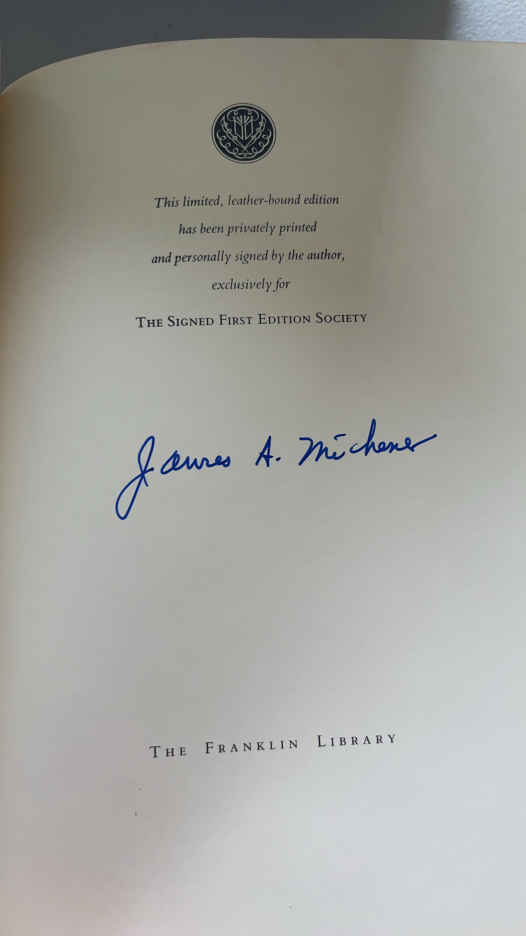 This limited, leather-bound edition
has been privately printed
and personally signed by the author,
exclusively for
THE SIGNED FIRST EDITION SOCIETY
James A. Michener
THE FRANKLIN LIBRARY